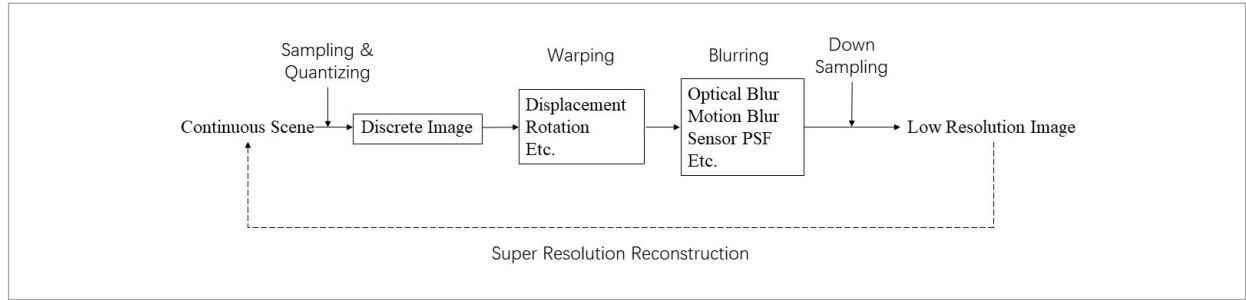 Sampling &
Quantizing
Warping
Blurring
Down
Sampling
Continuous Scene
Discrete Image
Displacement
Rotation
Etc.
Optical Blur
Motion Blur
Sensor PSF
Etc.
Low Resolution Image
Super Resolution Reconstruction